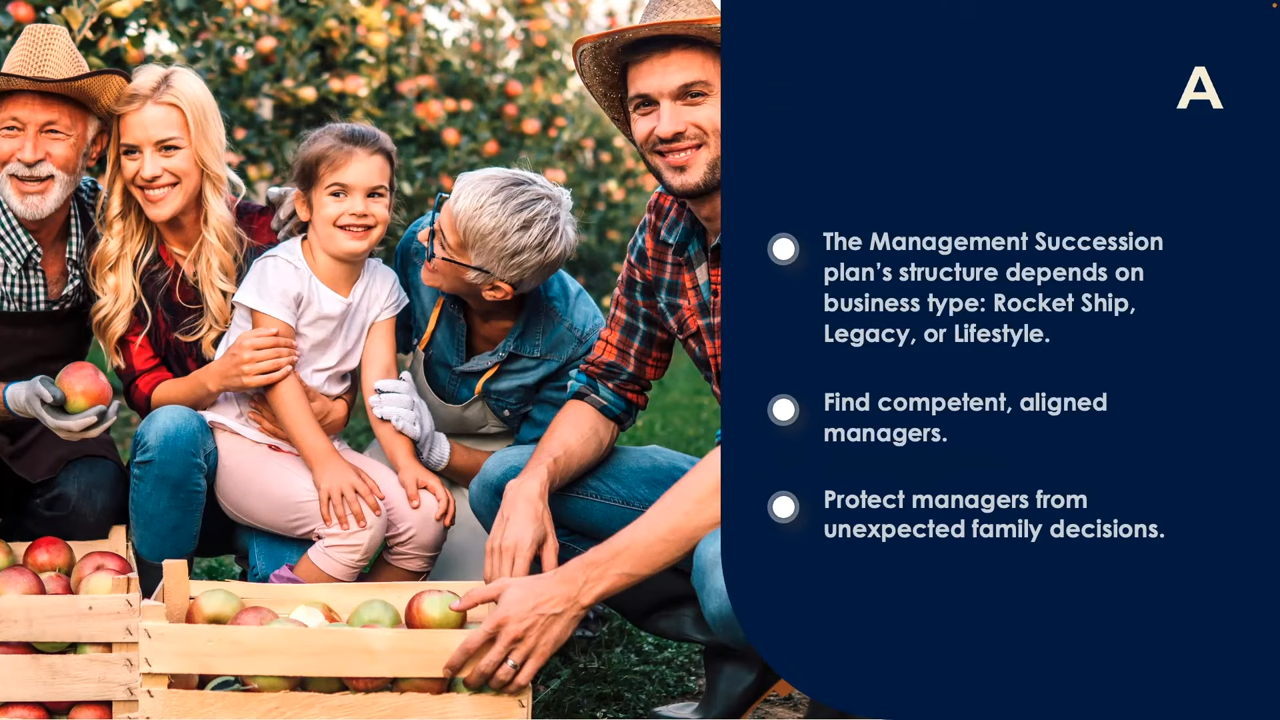 A
The Management Succession
plan’s structure depends on
business type: Rocket Ship,
Legacy, or Lifestyle.
Find competent, aligned
managers.
Protect managers from
unexpected family decisions.